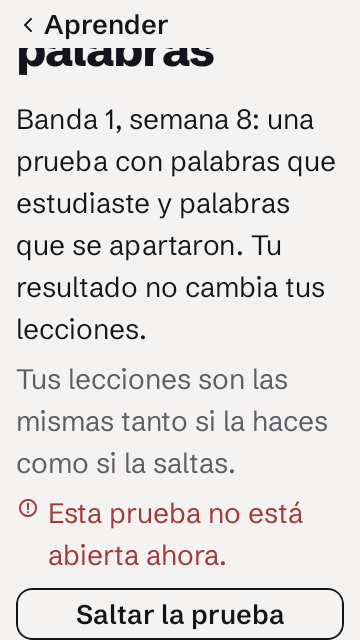 Aprender
palabras
Banda 1, semana 8: una
prueba con palabras que
estudiaste y palabras
que se apartaron. Tu
resultado no cambia tus
lecciones.
Tus lecciones son las
mismas tanto si la haces
como si la saltas.
Esta prueba no está
abierta ahora.
Saltar la prueba